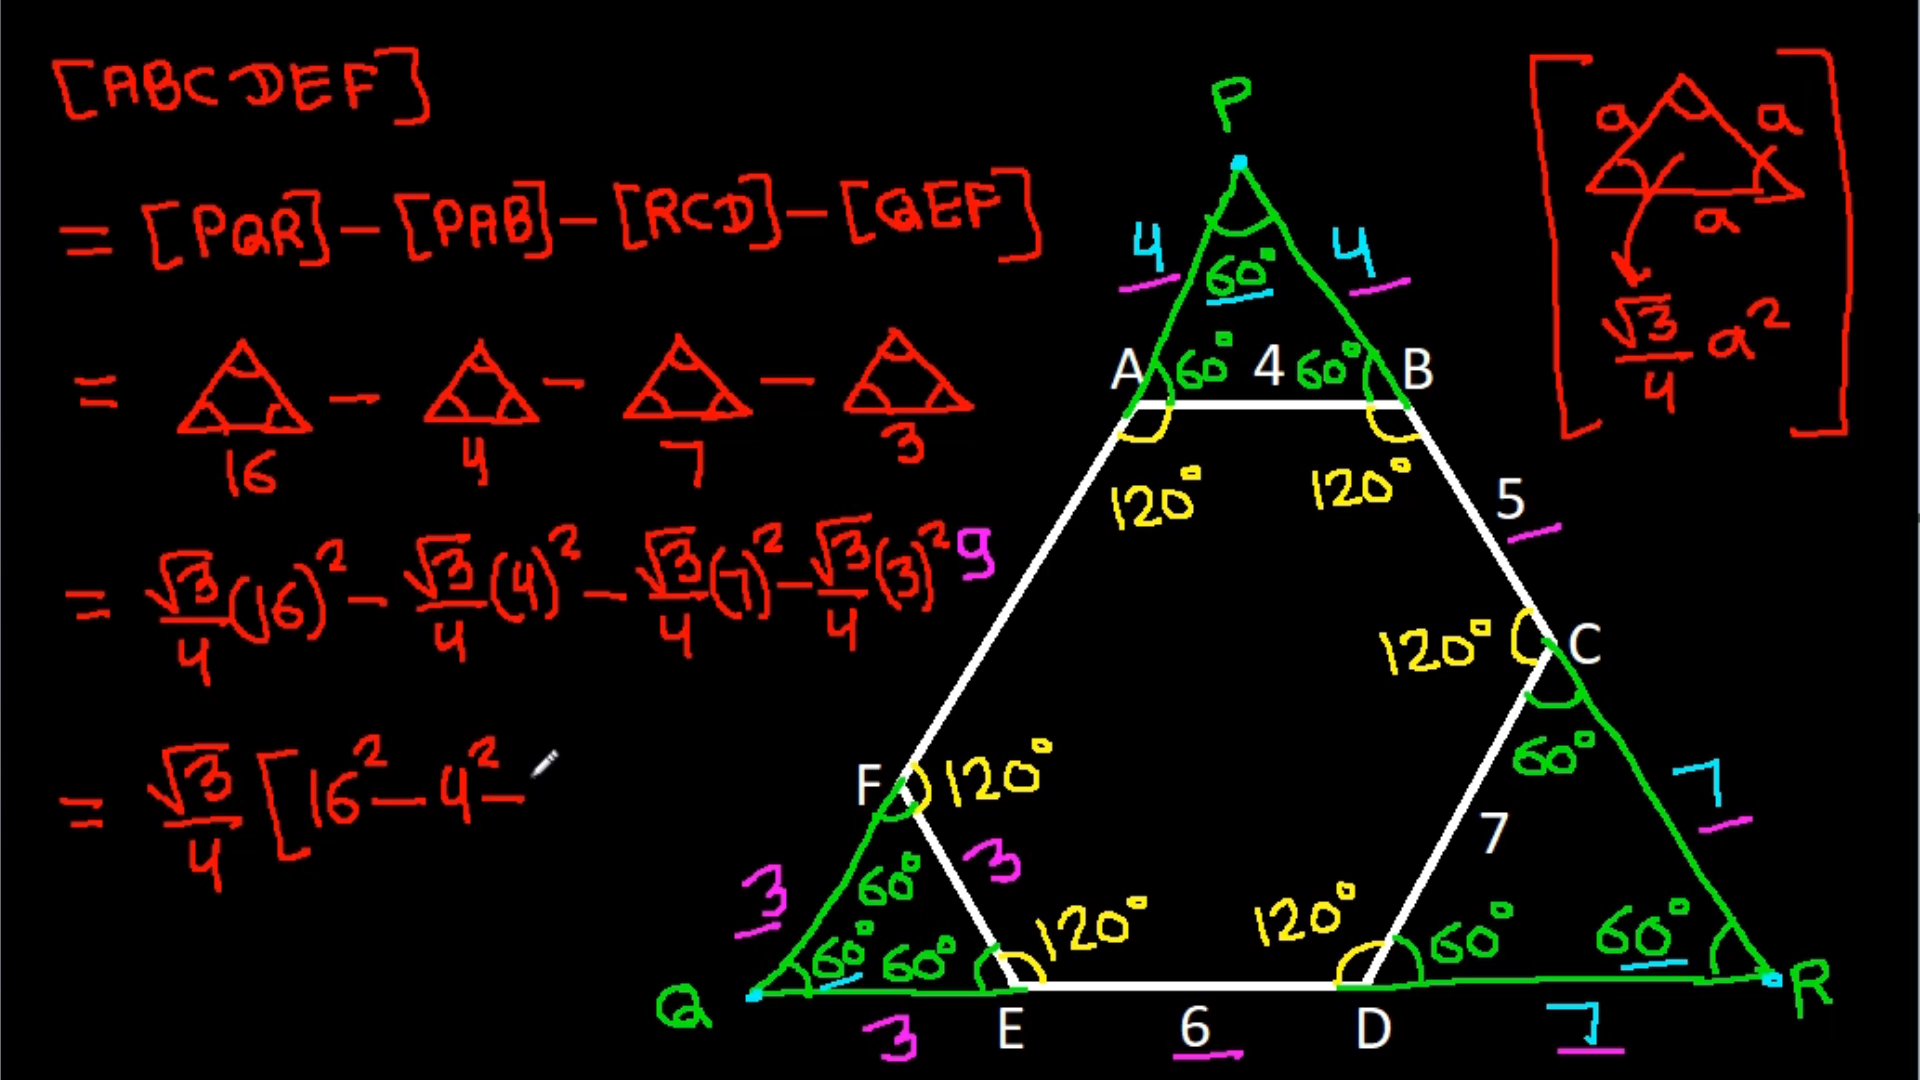 [ABCDEF]
= [PQR] - [PAB] - [RCD] - [QEF]
= 16 - 4 - 7 - 3
= √3/4 (16)² - √3/4 (4)² - √3/4 (7)² - √3/4 (3)² 9
= √3/4 [16² - 4² -
P
4 4
60°
A 60° 4 60° B
120° 120°
5
120° C
60°
F 120°
7 7
3 3
60°
120° 120°
60° 60° 60° 60°
Q R
3 E 6 D 7
a a
a
√3/4 a²